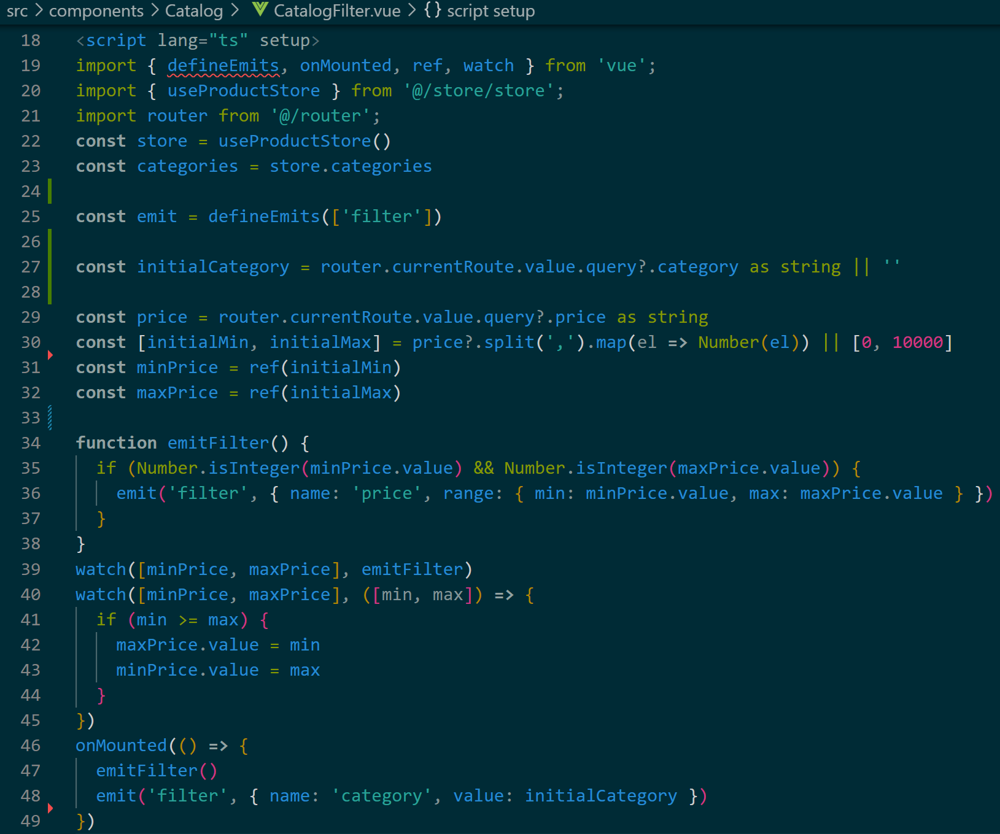 src > components > Catalog > CatalogFilter.vue > {} script setup
18 <script lang="ts" setup>
19 import { defineEmits, onMounted, ref, watch } from 'vue';
20 import { useProductStore } from '@/store/store';
21 import router from '@/router';
22 const store = useProductStore()
23 const categories = store.categories
24
25 const emit = defineEmits(['filter'])
26
27 const initialCategory = router.currentRoute.value.query?.category as string || ''
28
29 const price = router.currentRoute.value.query?.price as string
30 const [initialMin, initialMax] = price?.split(',').map(el => Number(el)) || [0, 10000]
31 const minPrice = ref(initialMin)
32 const maxPrice = ref(initialMax)
33
34 function emitFilter() {
35   if (Number.isInteger(minPrice.value) && Number.isInteger(maxPrice.value)) {
36     emit('filter', { name: 'price', range: { min: minPrice.value, max: maxPrice.value } })
37   }
38 }
39 watch([minPrice, maxPrice], emitFilter)
40 watch([minPrice, maxPrice], ([min, max]) => {
41   if (min >= max) {
42     maxPrice.value = min
43     minPrice.value = max
44   }
45 })
46 onMounted(() => {
47   emitFilter()
48   emit('filter', { name: 'category', value: initialCategory })
49 })